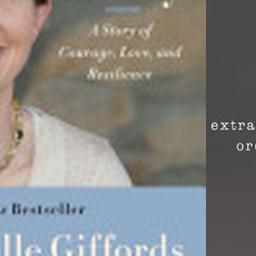 A Story of
Courage, Love, and
Resilience
Bestseller
lle Giffords
extra
or